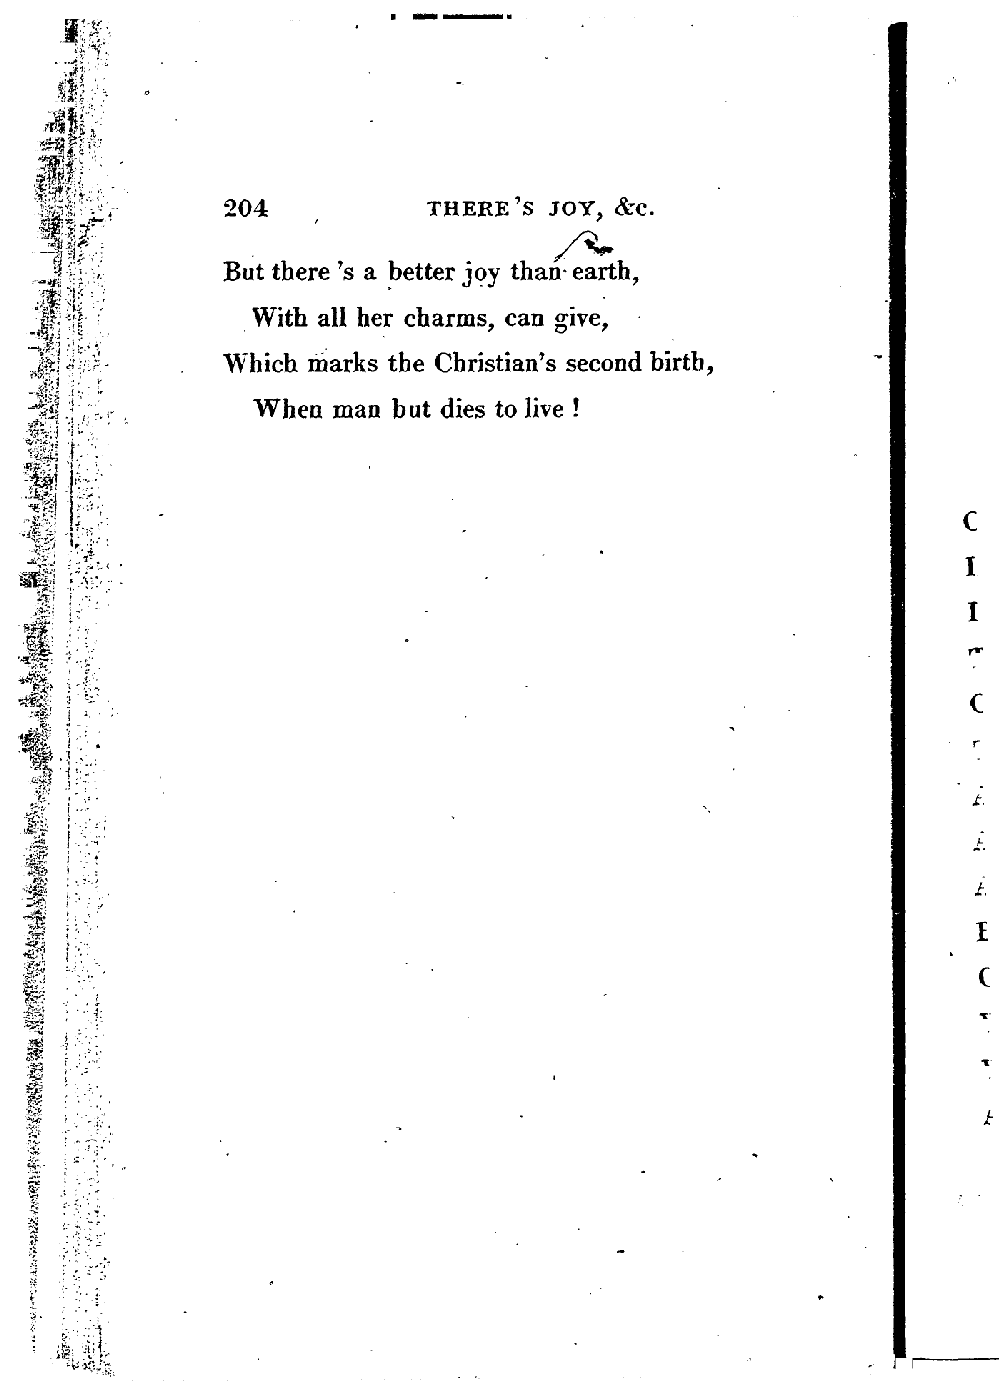 204 THERE'S JOY, &c.
But there 's a better joy than earth,
With all her charms, can give,
Which marks the Christian's second birth,
When man but dies to live !